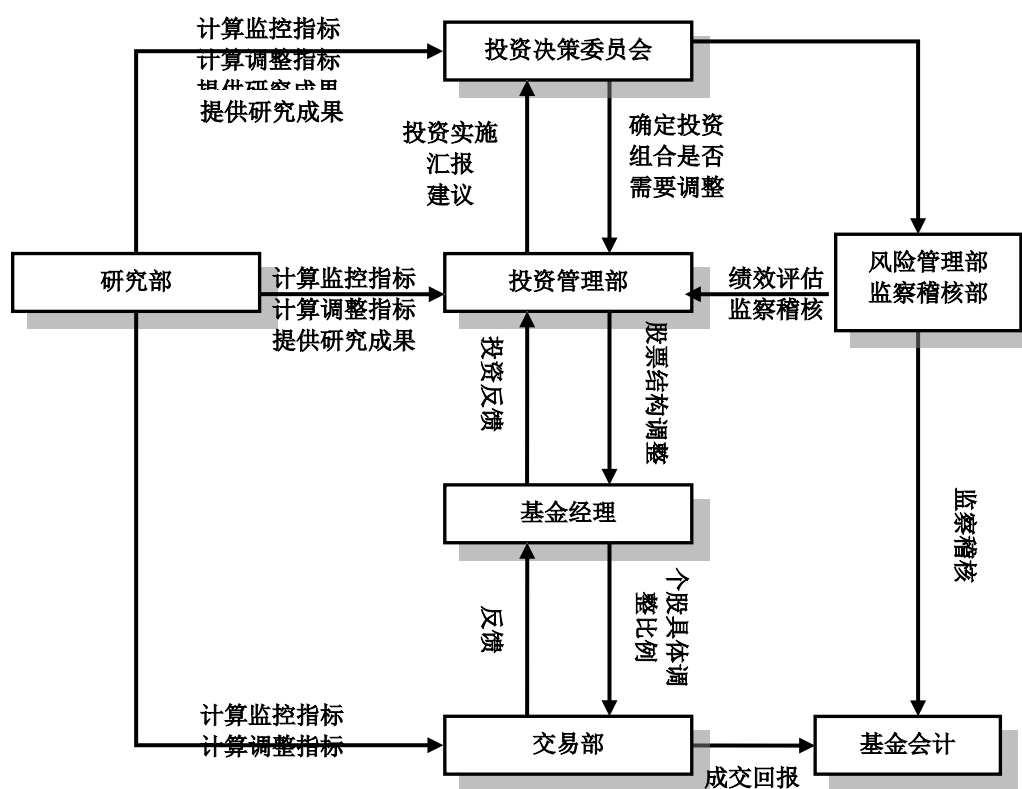 计算监控指标
计算调整指标
提供研究成果
提供研究成果
投资决策委员会
投资实施
汇报
建议
确定投资
组合是否
需要调整
研究部
计算监控指标
计算调整指标
提供研究成果
投资管理部
绩效评估
监察稽核
风险管理部
监察稽核部
投资反馈
股票结构调整
基金经理
监察稽核
反馈
个股具体调
整比例
计算监控指标
计算调整指标
交易部
成交回报
基金会计